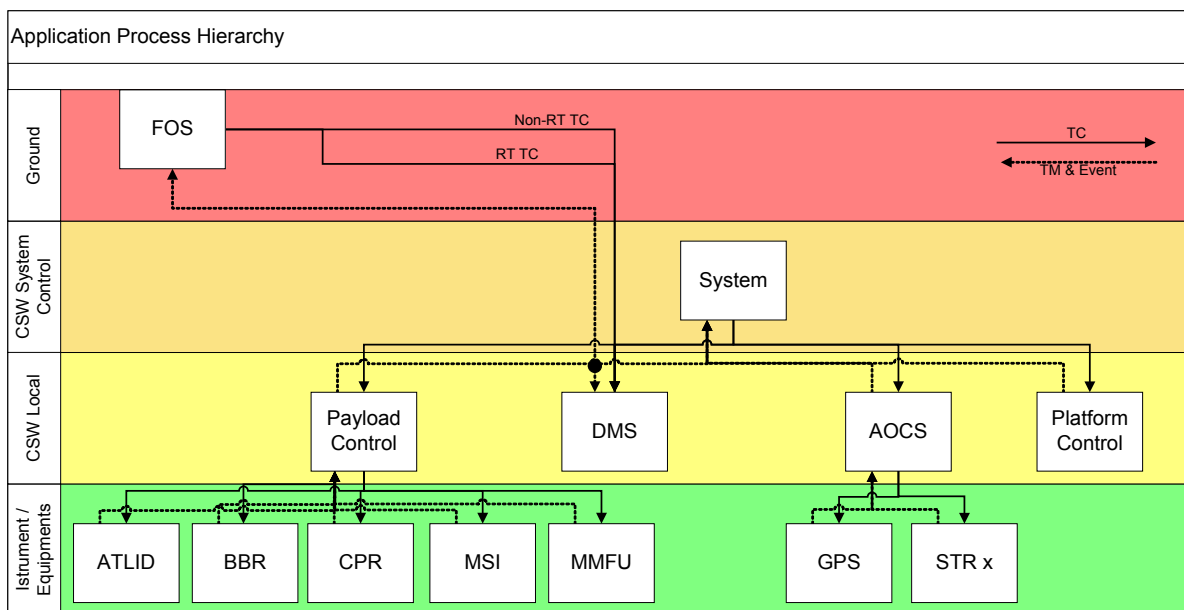 Application Process Hierarchy
Ground
FOS
Non-RT TC
RT TC
TC
TM & Event
CSW System
Control
System
CSW Local
Payload
Control
DMS
AOCS
Platform
Control
Istrument /
Equipments
ATLID
BBR
CPR
MSI
MMFU
GPS
STR x